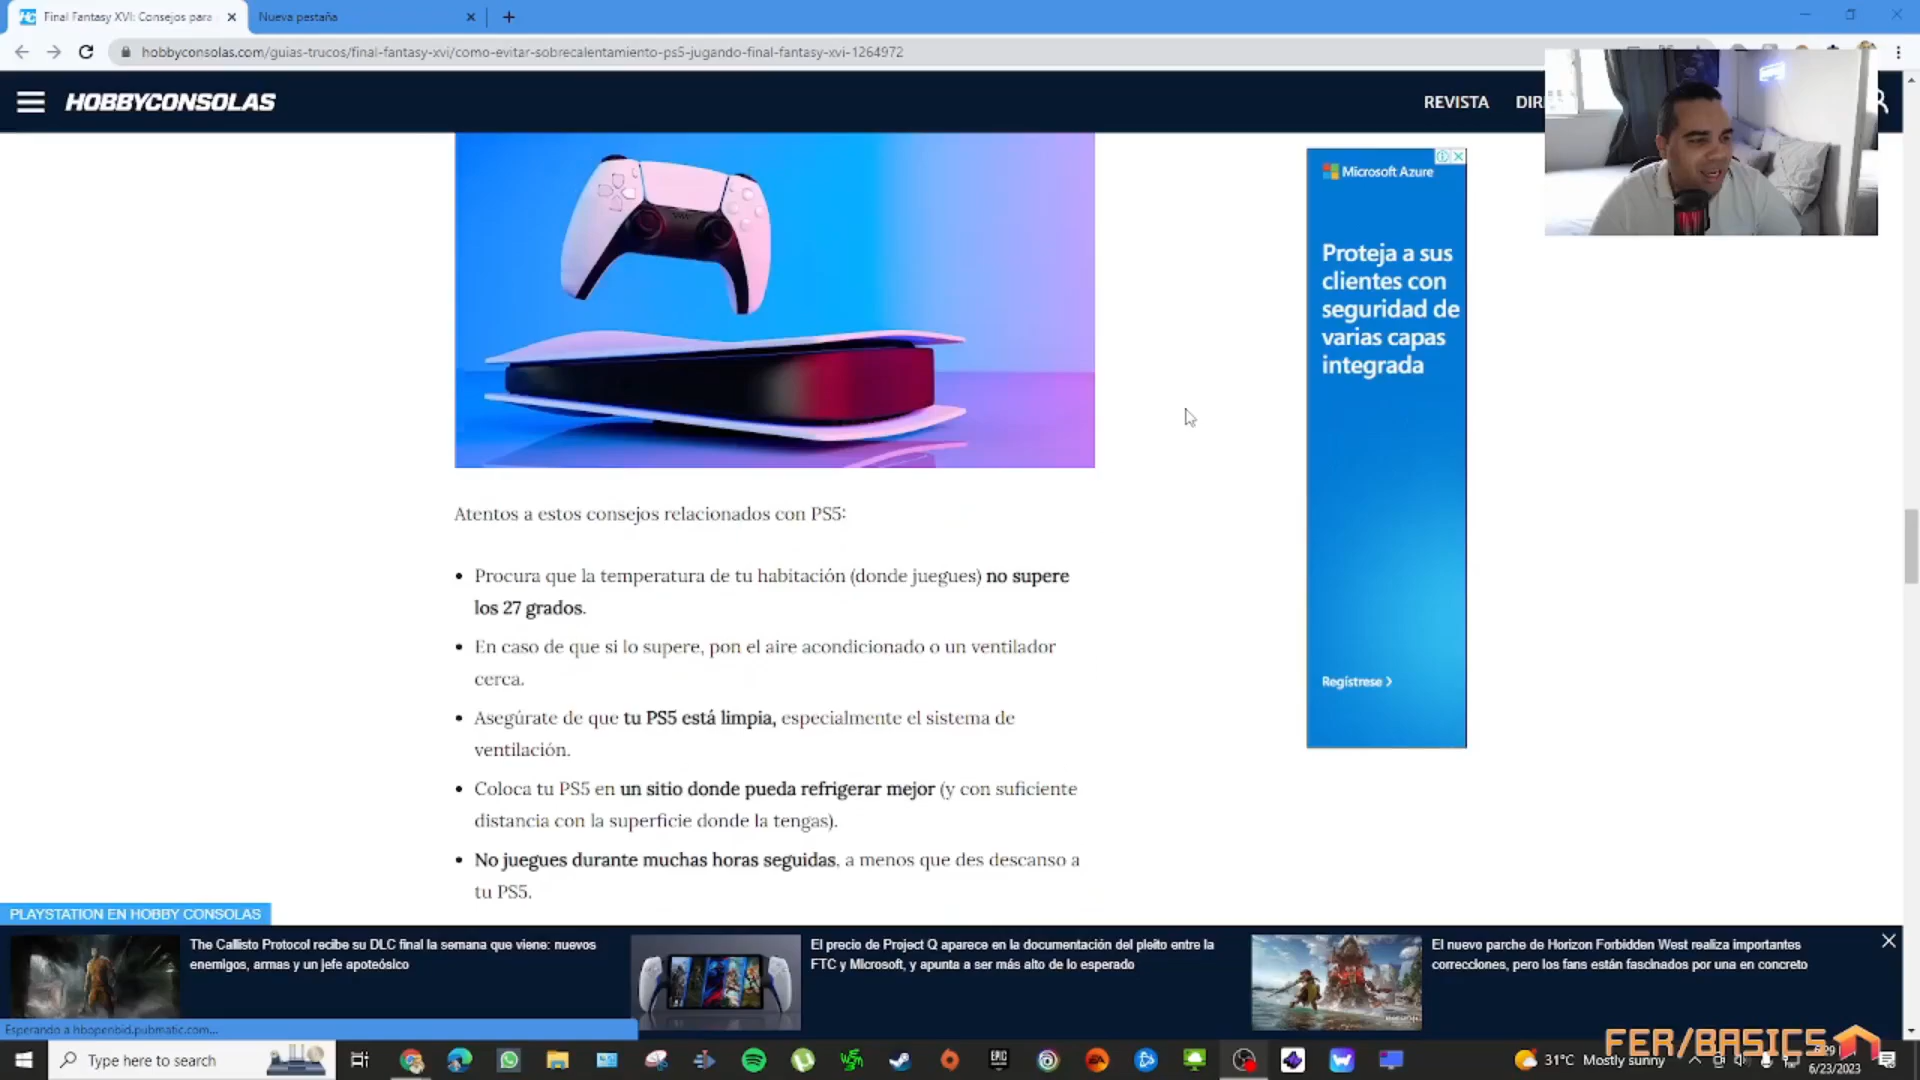 Final Fantasy XVI: Consejos para
Nueva pestaña
hobbyconsolas.com/guias-trucos/final-fantasy-xvi/como-evitar-sobrecalentamiento-ps5-jugando-final-fantasy-xvi-1264972
HOBBYCONSOLAS
REVISTA
Microsoft Azure
Proteja a sus
clientes con
seguridad de
varias capas
integrada
Regístrese >
Atentos a estos consejos relacionados con PS5:
• Procura que la temperatura de tu habitación (donde juegues) no supere
los 27 grados.
• En caso de que si lo supere, pon el aire acondicionado o un ventilador
cerca.
• Asegúrate de que tu PS5 está limpia, especialmente el sistema de
ventilación.
• Coloca tu PS5 en un sitio donde pueda refrigerar mejor (y con suficiente
distancia con la superficie donde la tengas).
• No juegues durante muchas horas seguidas, a menos que des descanso a
tu PS5.
PLAYSTATION EN HOBBY CONSOLAS
The Callisto Protocol recibe su DLC final la semana que viene: nuevos
enemigos, armas y un jefe apoteósico
El precio de Project Q aparece en la documentación del pleito entre la
FTC y Microsoft, y apunta a ser más alto de lo esperado
El nuevo parche de Horizon Forbidden West realiza importantes
correcciones, pero los fans están fascinados por una en concreto
Esperando a hbopenbid.pubmatic.com...
FER/BASICS
Type here to search
EPIC
EA
31°C Mostly sunny
6/23/2023